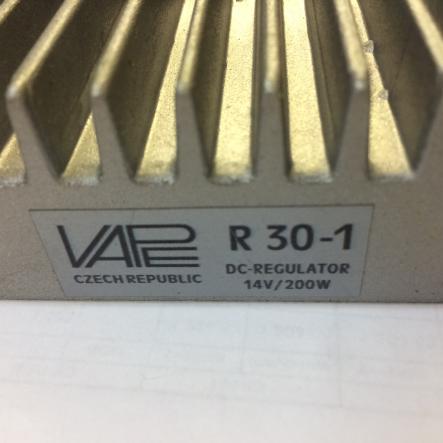 VAPE R 30-1
CZECH REPUBLIC DC-REGULATOR
14V/200W